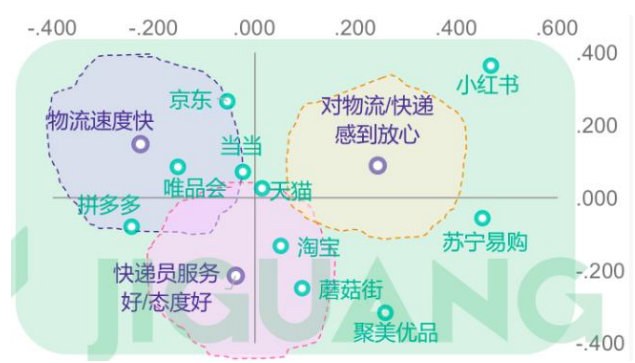 -.400 -.200 .000 .200 .400 .600
.400
小红书
京东
对物流/快递
感到放心
物流速度快
.200
当当
唯品会
天猫
拼多多
.000
苏宁易购
淘宝
快递员服务
好/态度好
-.200
蘑菇街
JIGUANG
聚美优品
-.400